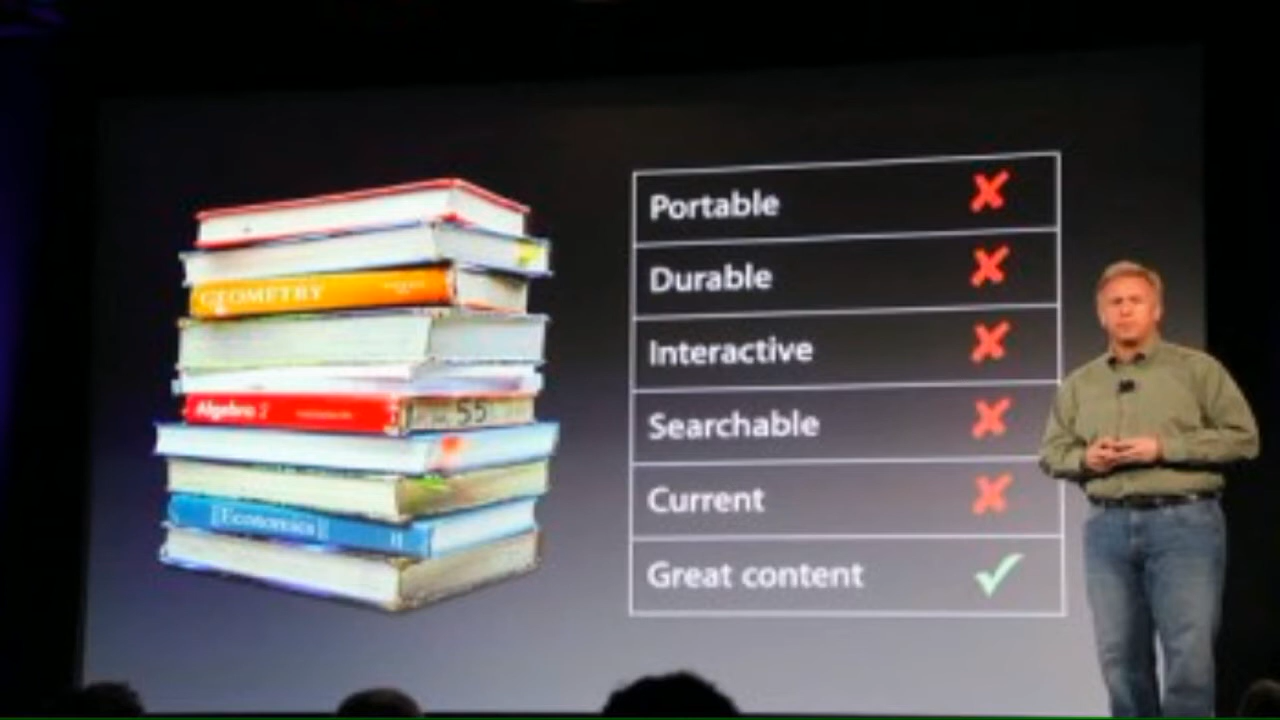 Portable
Durable
Interactive
Searchable
Current
Great content
GEOMETRY
Algebra 2
55
Economics